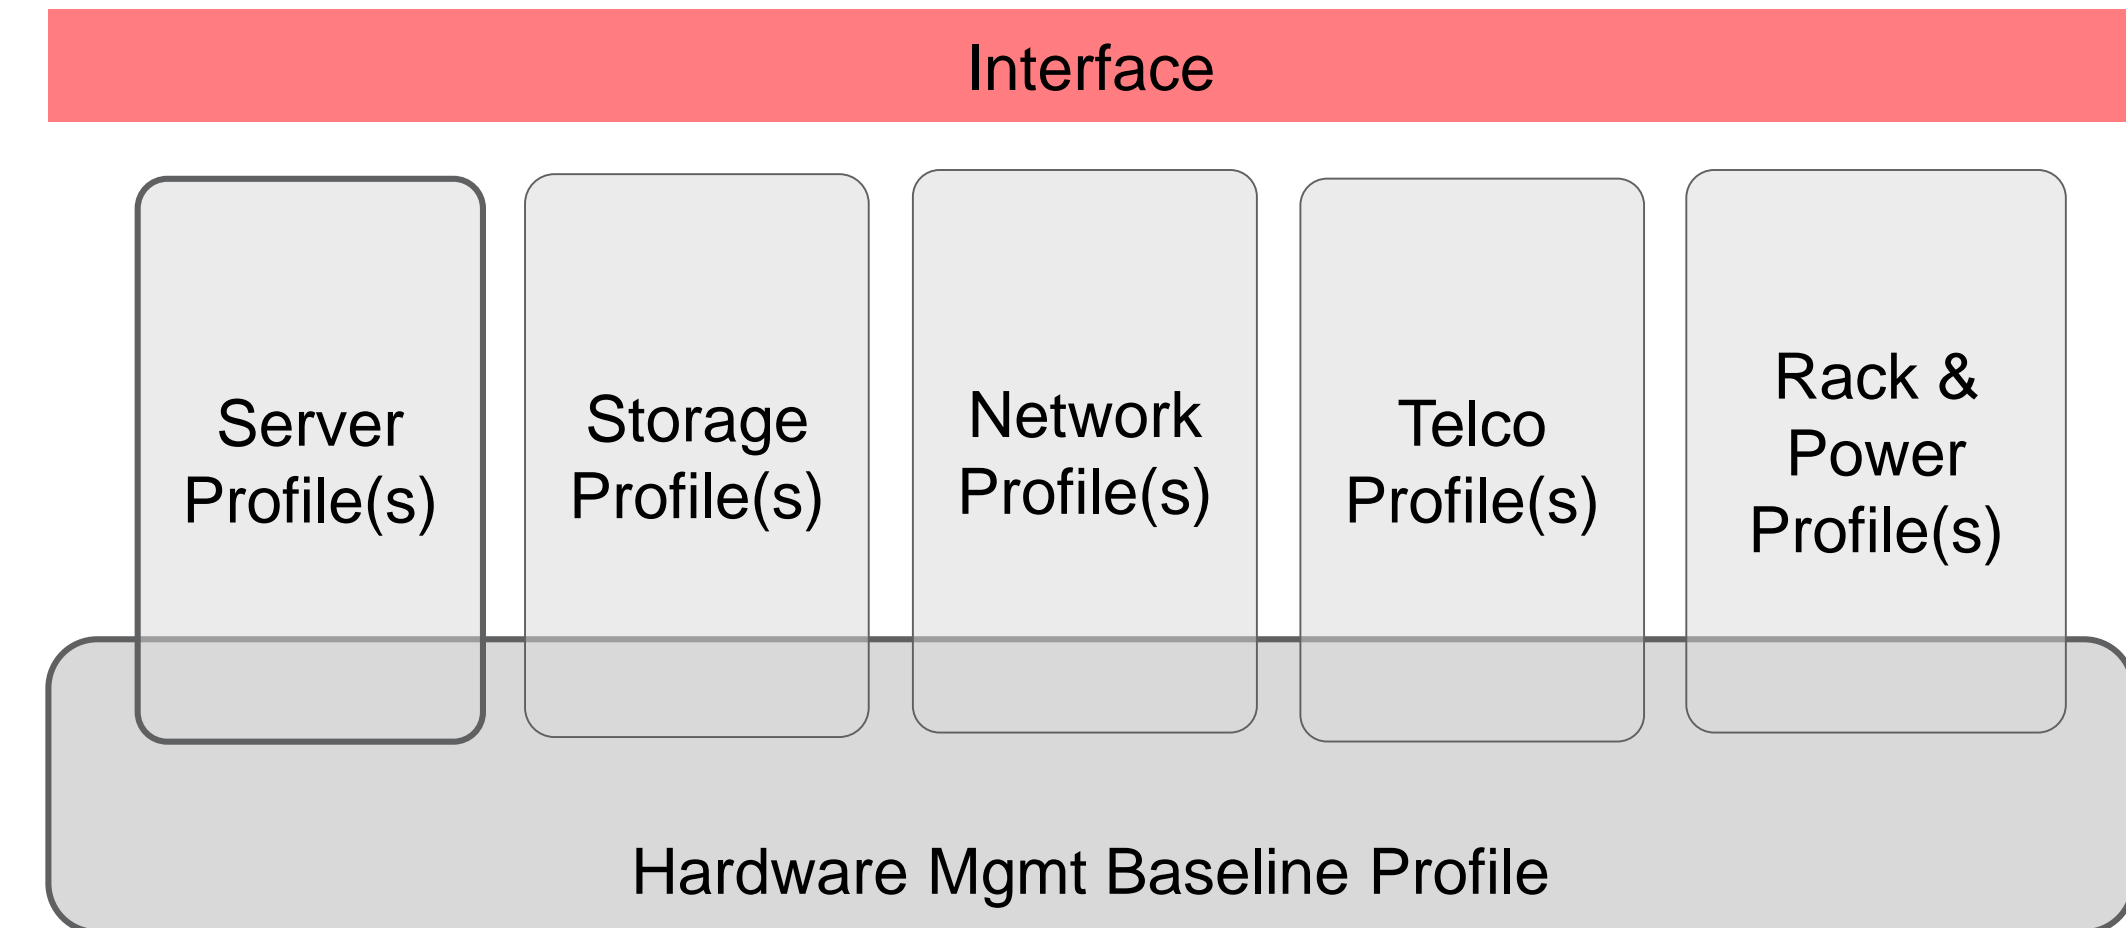 Interface
Server
Profile(s)
Storage
Profile(s)
Network
Profile(s)
Telco
Profile(s)
Rack &
Power
Profile(s)
Hardware Mgmt Baseline Profile